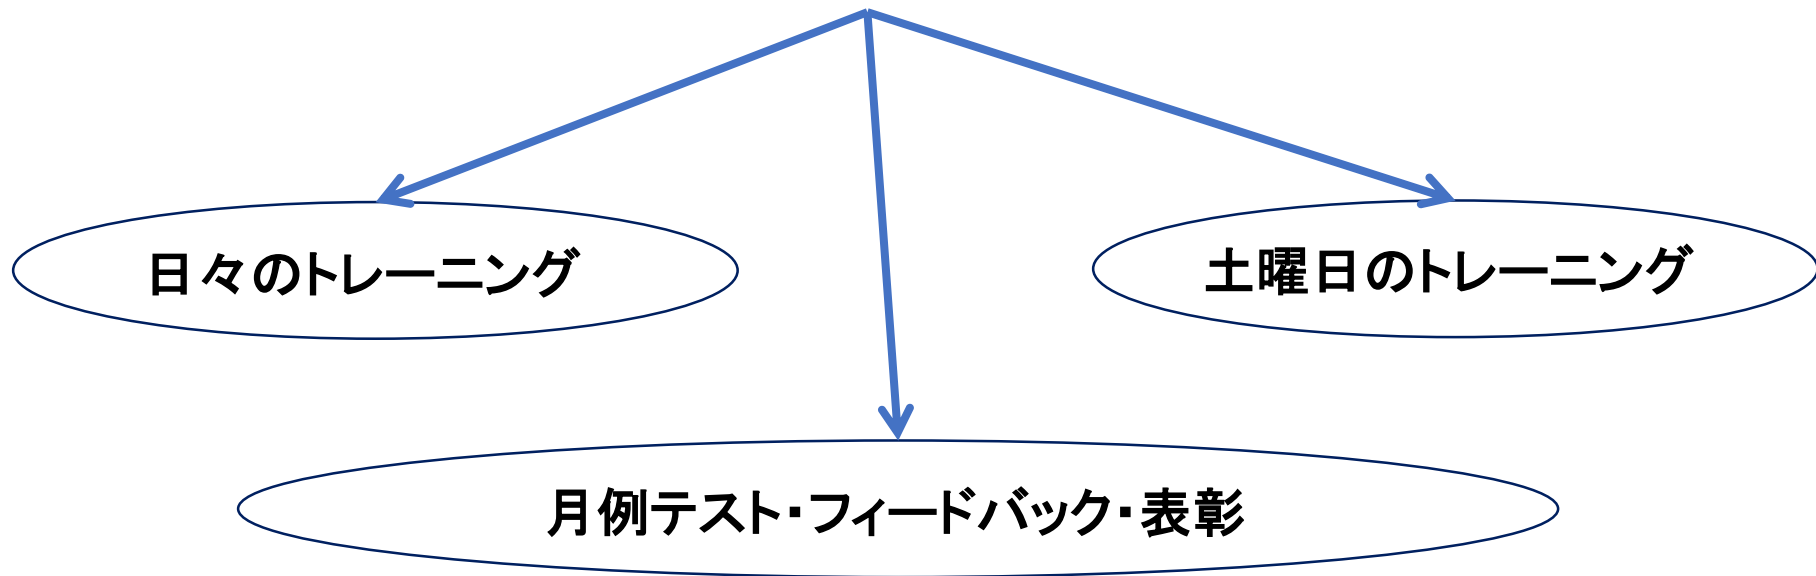 日々のトレーニング
土曜日のトレーニング
月例テスト・フィードバック・表彰